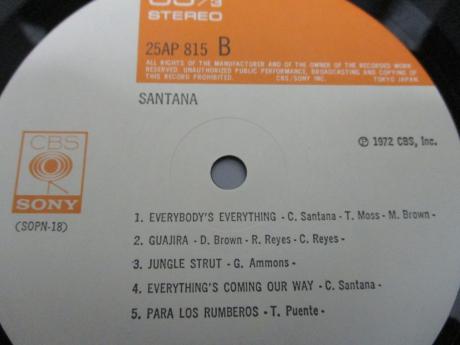 STEREO
25AP 815 B
ALL RIGHTS OF THE MANUFACTURER AND OF THE OWNER OF THE RECORDED WORK
RESERVED. UNAUTHORIZED PUBLIC PERFORMANCE, BROADCASTING AND COPYING OF
THIS RECORD PROHIBITED. CBS/SONY INC. TOKYO JAPAN.
SANTANA
℗ 1972 CBS, Inc.
CBS
SONY
(SOPN-18)
1. EVERYBODY'S EVERYTHING - C. Santana - T. Moss - M. Brown -
2. GUAJIRA - D. Brown - R. Reyes - C. Reyes -
3. JUNGLE STRUT - G. Ammons -
4. EVERYTHING'S COMING OUR WAY - C. Santana -
5. PARA LOS RUMBEROS - T. Puente -